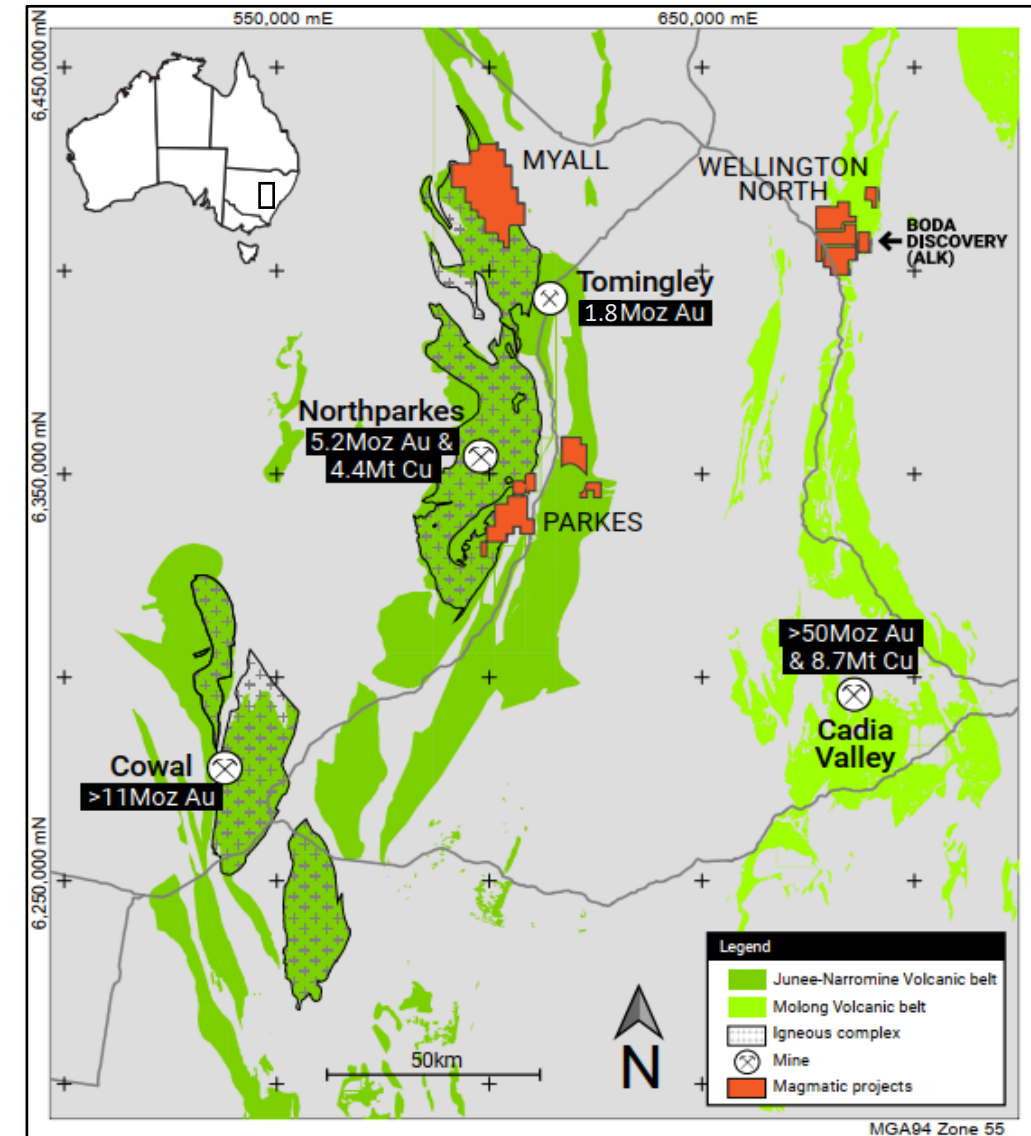 550,000 mE
650,000 mE
6,450,000 mN
MYALL
WELLINGTON
NORTH
BODA
DISCOVERY
(ALK)
Tomingley
1.8Moz Au
Northparkes
5.2Moz Au &
4.4Mt Cu
6,350,000 mN
PARKES
>50Moz Au
& 8.7Mt Cu
Cadia
Valley
Cowal
>11Moz Au
6,250,000 mN
Legend
Junee-Narromine Volcanic belt
Molong Volcanic belt
Igneous complex
Mine
Magmatic projects
50km
N
MGA94 Zone 55